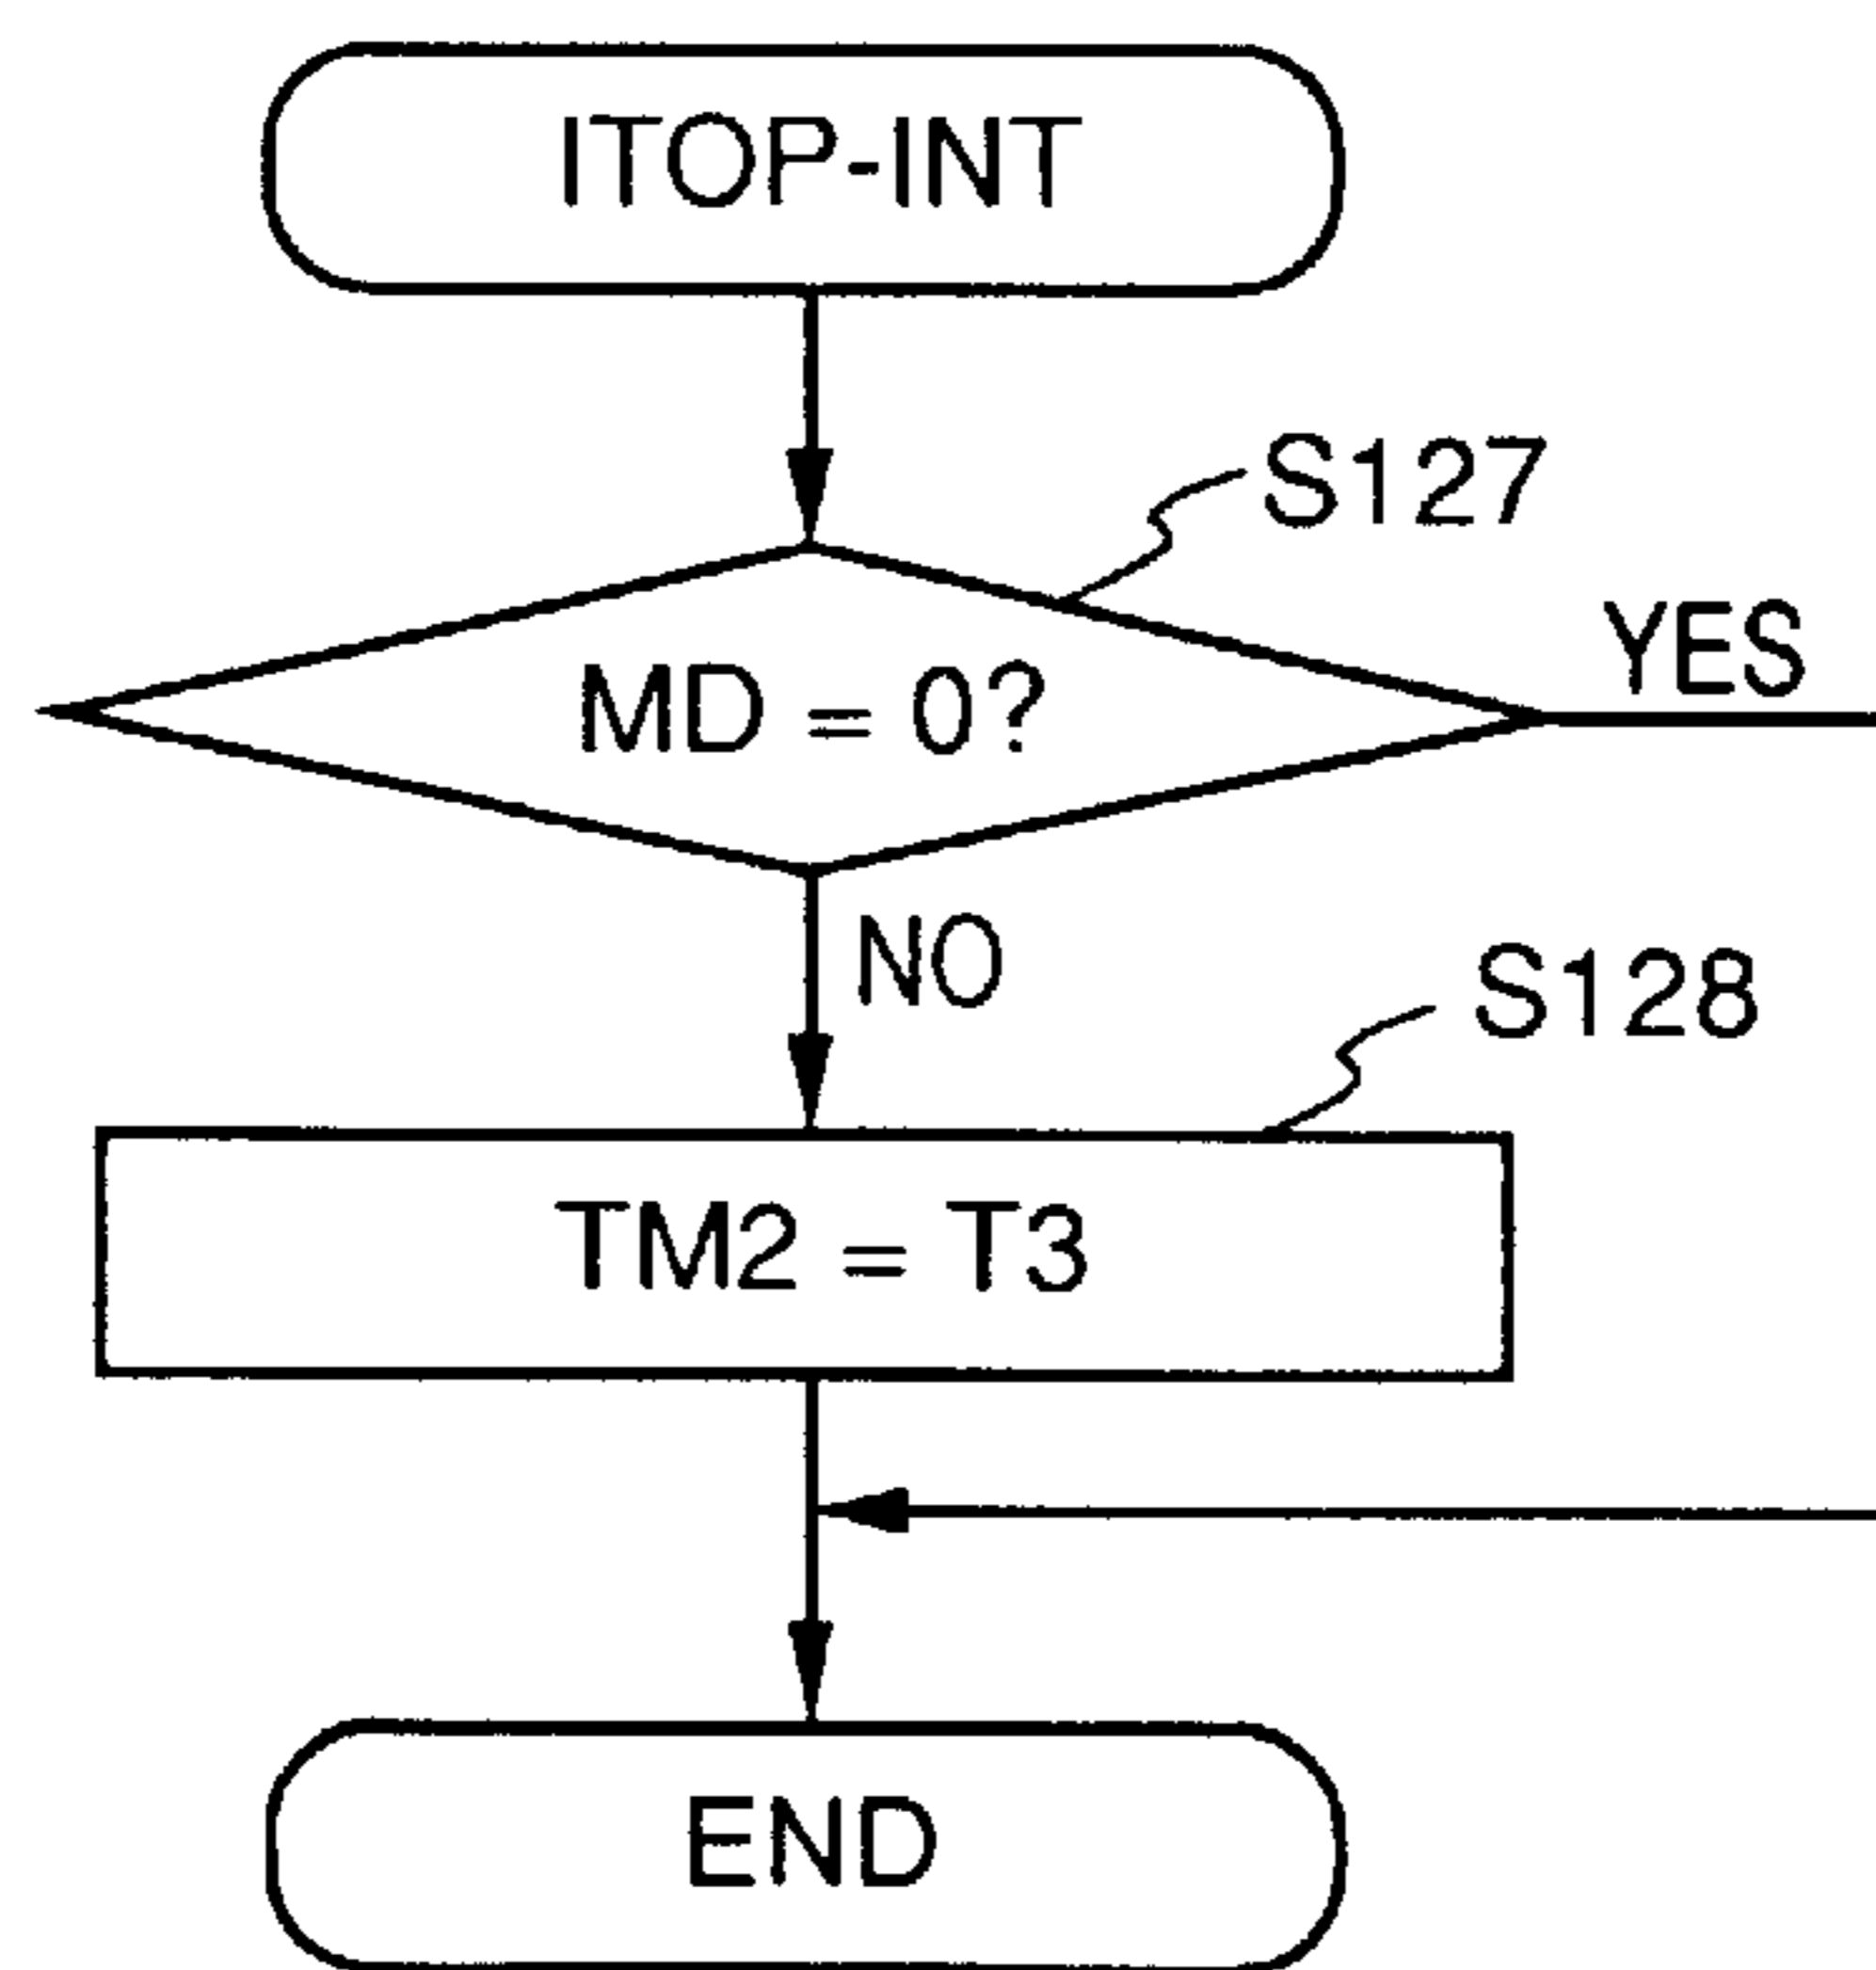 ITOP-INT
S127
MD = 0?
YES
NO
S128
TM2 = T3
END